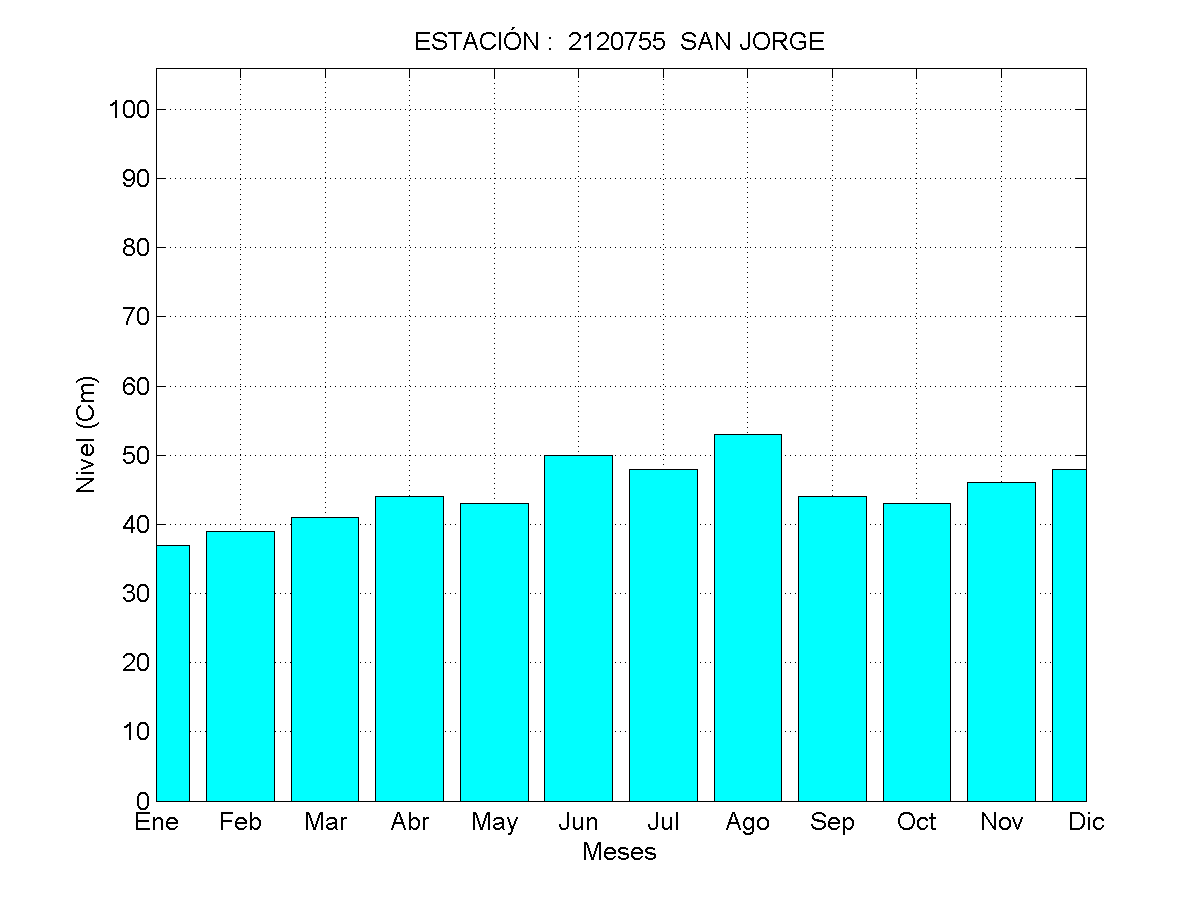 ESTACIÓN :  2120755  SAN JORGE
Nivel (Cm)
100
90
80
70
60
50
40
30
20
10
0
Ene Feb Mar Abr May Jun Jul Ago Sep Oct Nov Dic
Meses